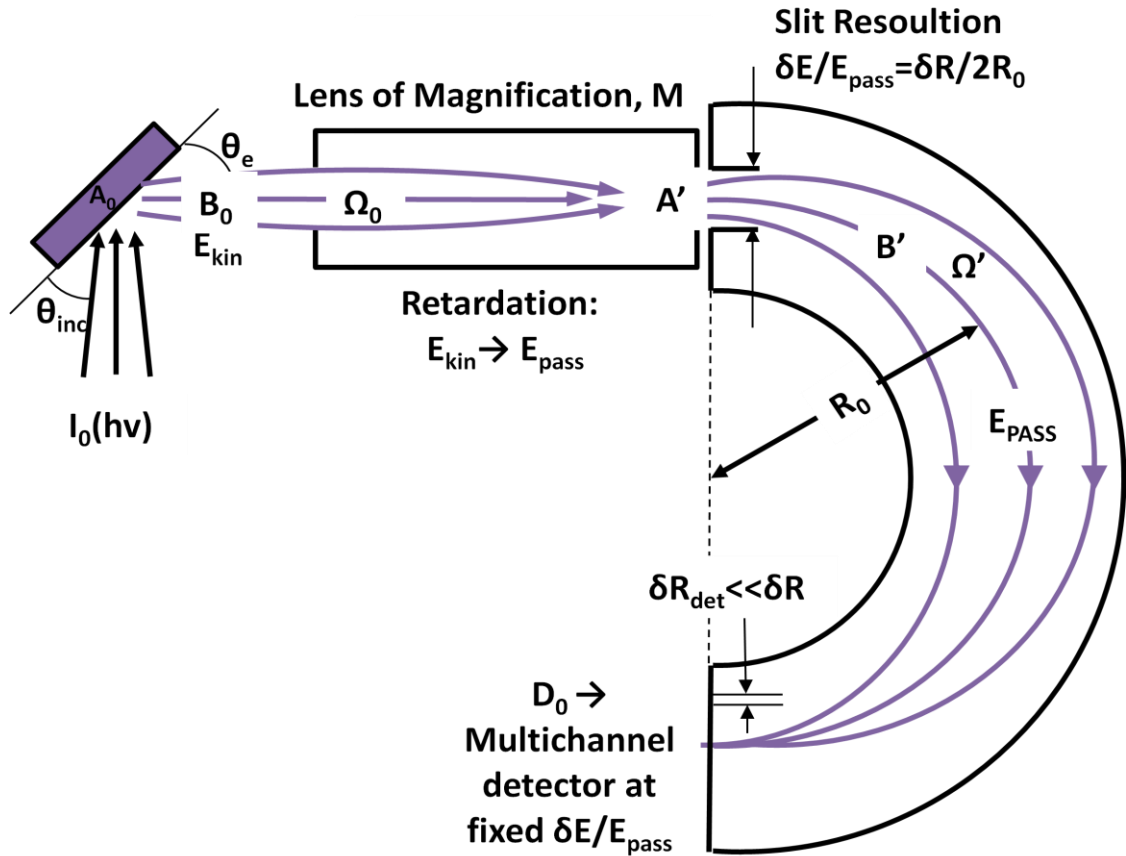 Slit Resoultion
δE/Epass=δR/2R0
Lens of Magnification, M
θe
A0
B0
Ω0
A'
Ekin
B'
Ω'
θinc
Retardation:
Ekin→ Epass
R0
EPASS
I0(hν)
δRdet<<δR
D0 →
Multichannel
detector at
fixed δE/Epass